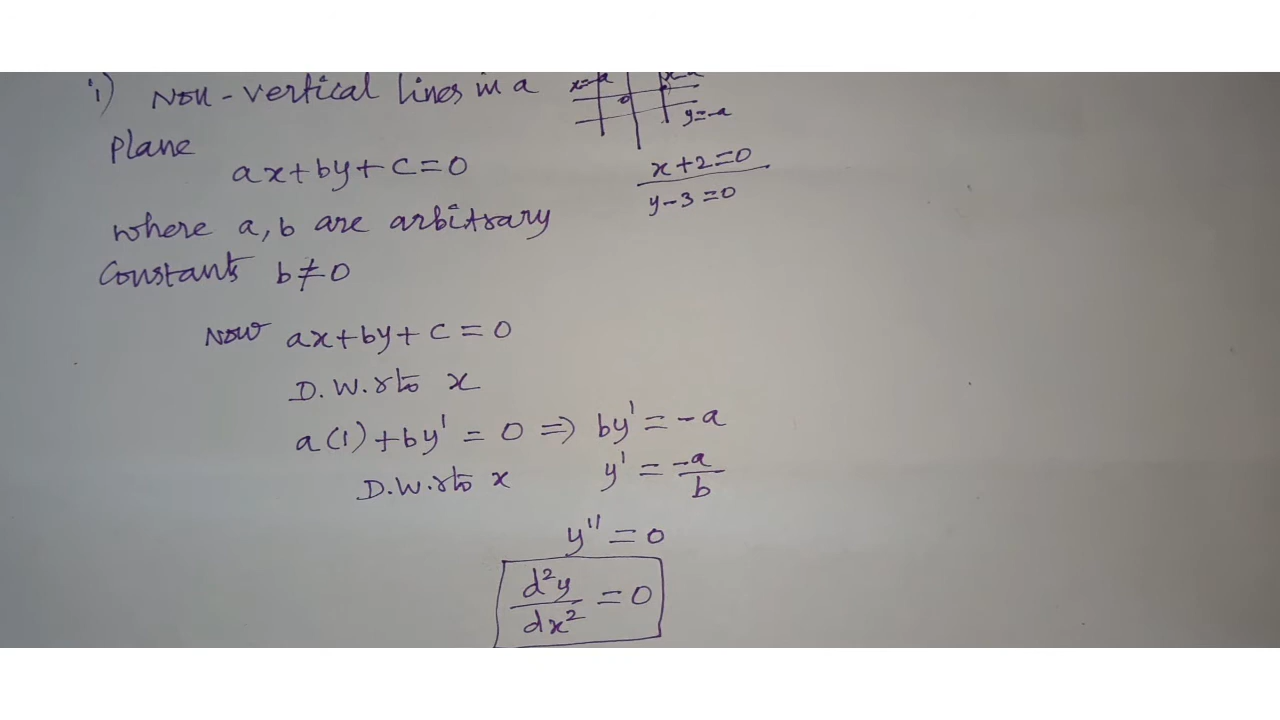 i) Non-vertical lines in a
plane
ax+by+c=0
where a, b are arbitrary
Constants b≠0
x=-a
y=-a
x+2=0
y-3=0
Now ax+by+c=0
D.W.r to x
a(1)+by'=0 ⇒ by'=-a
D.W.r to x y'=-a/b
y''=0
d²y/dx²=0